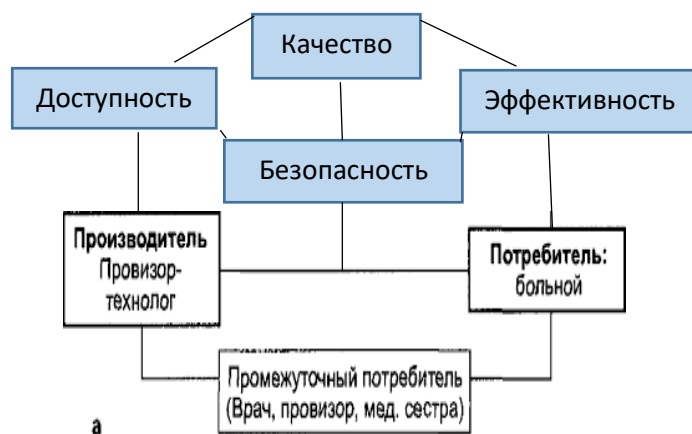 Качество
Доступность
Эффективность
Безопасность
Производитель
Провизор-
технолог
Потребитель:
больной
Промежуточный потребитель
(Врач, провизор, мед. сестра)
а